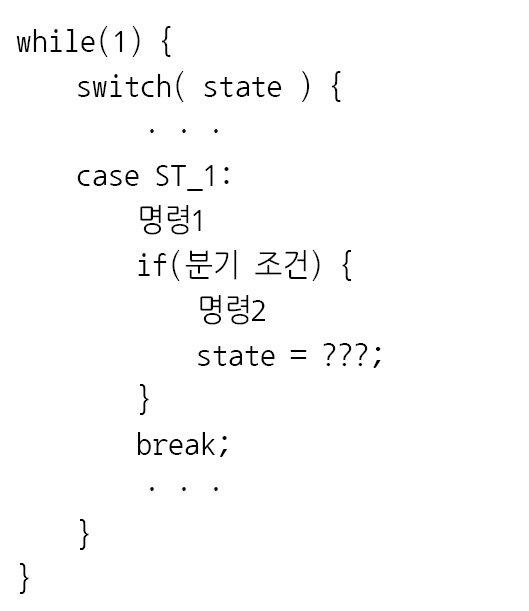 while(1) {
switch( state ) {
. . .
case ST_1:
명령1
if(분기 조건) {
명령2
state = ???;
}
break;
. . .
}
}